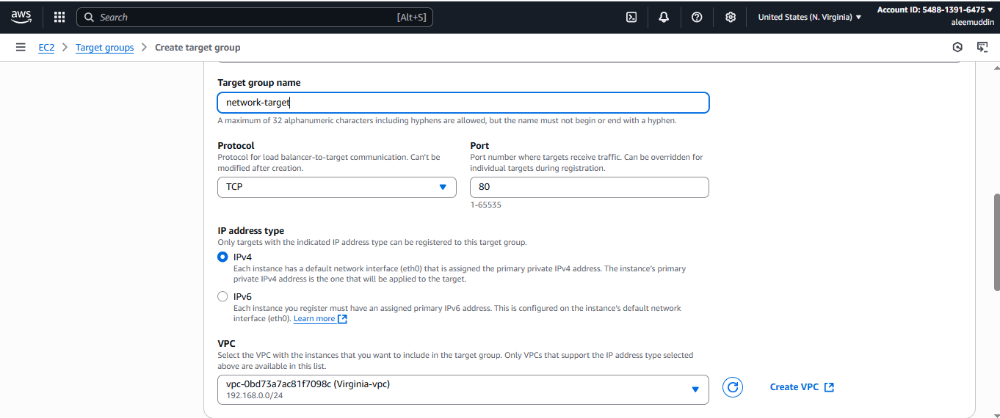 aws
Search
[Alt+S]
United States (N. Virginia)
Account ID: 5488-1391-6475
aleemuddin
EC2
Target groups
Create target group
Target group name
network-target
A maximum of 32 alphanumeric characters including hyphens are allowed, but the name must not begin or end with a hyphen.
Protocol
Protocol for load balancer-to-target communication. Can't be
modified after creation.
TCP
Port
Port number where targets receive traffic. Can be overridden for
individual targets during registration.
80
1-65535
IP address type
Only targets with the indicated IP address type can be registered to this target group.
IPv4
Each instance has a default network interface (eth0) that is assigned the primary private IPv4 address. The instance's primary
private IPv4 address is the one that will be applied to the target.
IPv6
Each instance you register must have an assigned primary IPv6 address. This is configured on the instance's default network
interface (eth0). Learn more
VPC
Select the VPC with the instances that you want to include in the target group. Only VPCs that support the IP address type selected
above are available in this list.
vpc-0bd73a7ac81f7098c (Virginia-vpc)
192.168.0.0/24
Create VPC